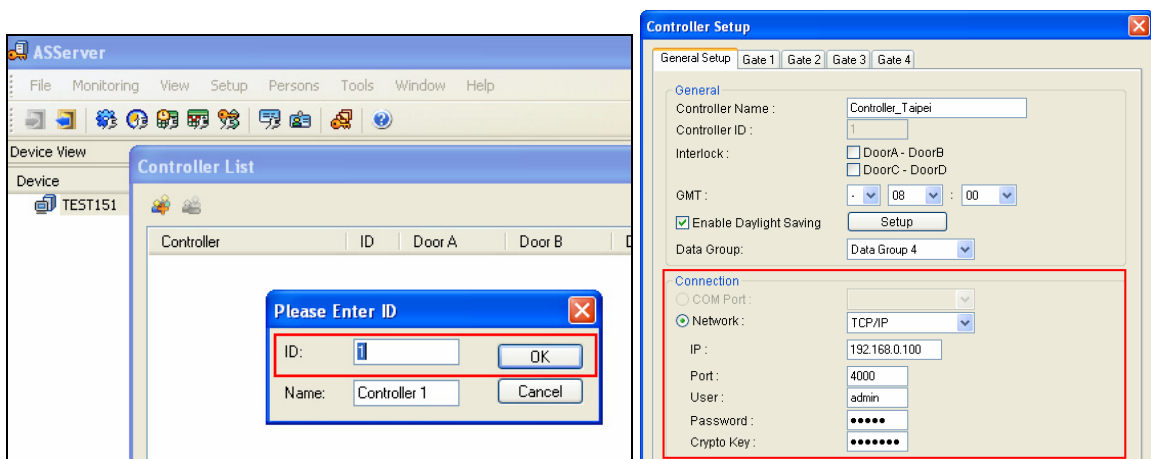 ASServer
File Monitoring View Setup Persons Tools Window Help
Device View
Device
TEST151
Controller List
Controller ID Door A Door B
Please Enter ID
ID: 1 OK
Name: Controller 1 Cancel
Controller Setup
General Setup Gate 1 Gate 2 Gate 3 Gate 4
General
Controller Name : Controller_Taipei
Controller ID : 1
Interlock : DoorA - DoorB
DoorC - DoorD
GMT : - 08 : 00
Enable Daylight Saving Setup
Data Group: Data Group 4
Connection
COM Port :
Network : TCP/IP
IP : 192.168.0.100
Port : 4000
User : admin
Password : •••••
Crypto Key : •••••••